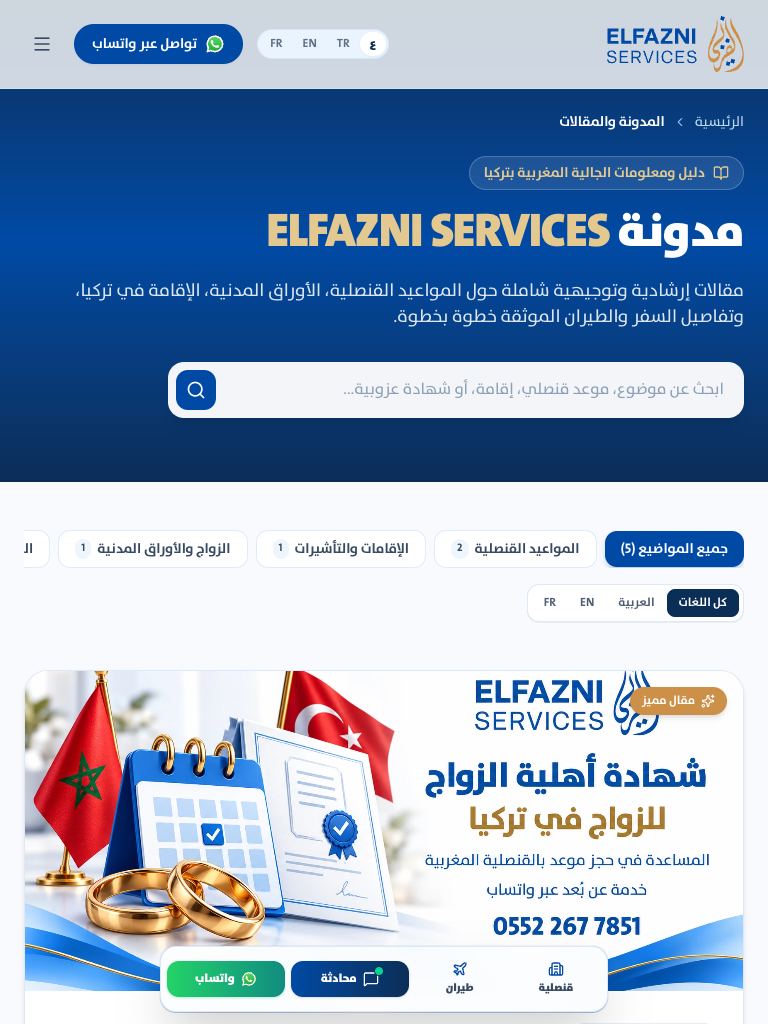 ELFAZNI
SERVICES
ع TR EN FR
تواصل عبر واتساب
الرئيسية
المدونة والمقالات
دليل ومعلومات الجالية المغربية بتركيا
مدونة ELFAZNI SERVICES
مقالات إرشادية وتوجيهية شاملة حول المواعيد القنصلية، الأوراق المدنية، الإقامة في تركيا،
وتفاصيل السفر والطيران الموثقة خطوة بخطوة.
ابحث عن موضوع، موعد قنصلي، إقامة، أو شهادة عزوبية...
جميع المواضيع (5)
المواعيد القنصلية 2
الإقامات والتأشيرات 1
الزواج والأوراق المدنية 1
كل اللغات العربية EN FR
مقال مميز
ELFAZNI
SERVICES
شهادة أهلية الزواج
للزواج في تركيا
المساعدة في حجز موعد بالقنصلية المغربية
خدمة عن بُعد عبر واتساب
0552 267 7851
قنصلية
طيران
محادثة
واتساب